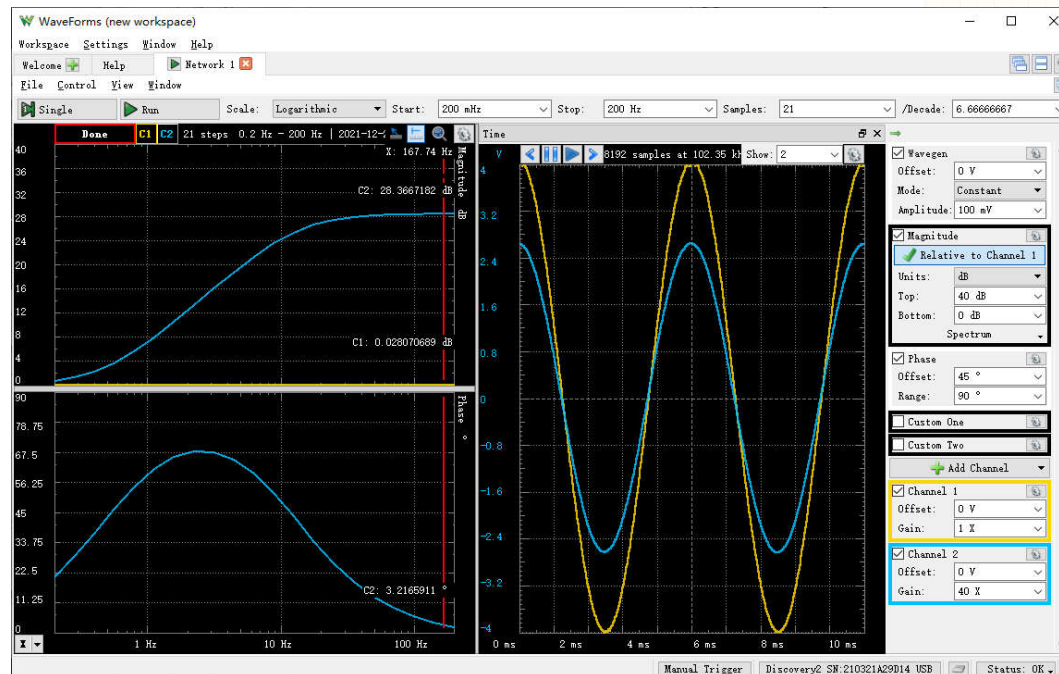 WaveForms (new workspace)
Workspace Settings Window Help
Welcome Help Network 1
File Control View Window
Single Run Scale: Logarithmic Start: 200 mHz Stop: 200 Hz Samples: 21 /Decade: 6.66666667
Done C1 C2 21 steps 0.2 Hz - 200 Hz | 2021-12-
X: 167.74 Hz
C2: 28.3667182 dB
C1: 0.028070689 dB
Magnitude dB
40
36
32
28
24
20
16
12
8
4
0
90
78.75
67.5
56.25
45
33.75
22.5
11.25
0
Phase °
C2: 3.2165911 °
X 1 Hz 10 Hz 100 Hz
Time
V 8192 samples at 102.35 kH Show: 2
4
3.2
2.4
1.6
0.8
0
-0.8
-1.6
-2.4
-3.2
-4
0 ms 2 ms 4 ms 6 ms 8 ms 10 ms
Wavegen
Offset: 0 V
Mode: Constant
Amplitude: 100 mV
Magnitude
Relative to Channel 1
Units: dB
Top: 40 dB
Bottom: 0 dB
Spectrum
Phase
Offset: 45 °
Range: 90 °
Custom One
Custom Two
Add Channel
Channel 1
Offset: 0 V
Gain: 1 X
Channel 2
Offset: 0 V
Gain: 40 X
Manual Trigger Discovery2 SN:210321A29D14 USB Status: OK